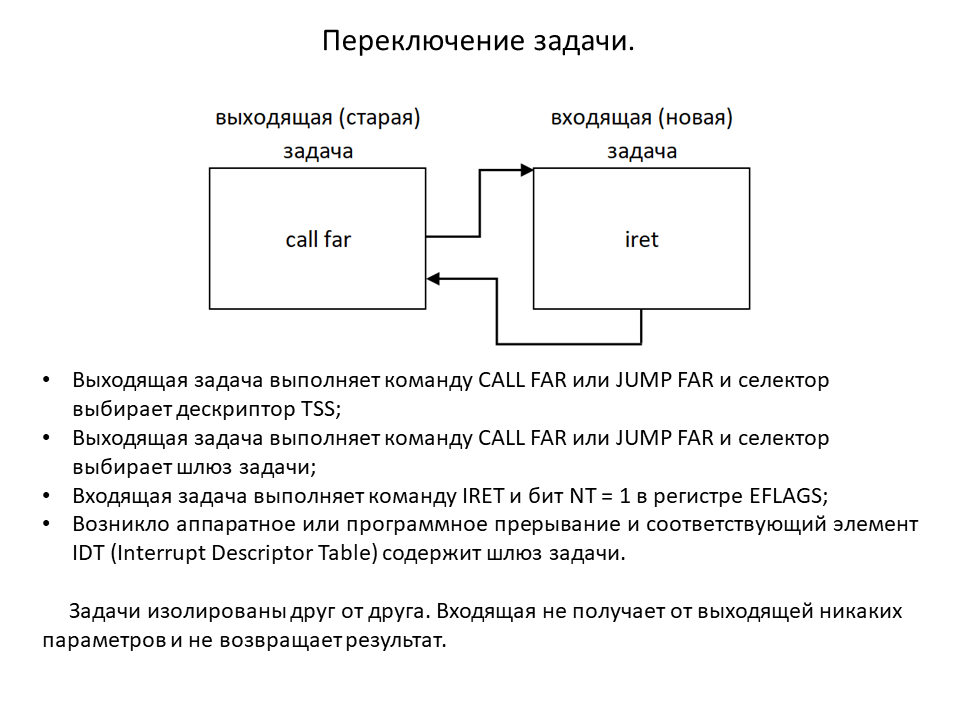 Переключение задачи.
выходящая (старая)
задача
входящая (новая)
задача
call far
iret
• Выходящая задача выполняет команду CALL FAR или JUMP FAR и селектор
выбирает дескриптор TSS;
• Выходящая задача выполняет команду CALL FAR или JUMP FAR и селектор
выбирает шлюз задачи;
• Входящая задача выполняет команду IRET и бит NT = 1 в регистре EFLAGS;
• Возникло аппаратное или программное прерывание и соответствующий элемент
IDT (Interrupt Descriptor Table) содержит шлюз задачи.
Задачи изолированы друг от друга. Входящая не получает от выходящей никаких
параметров и не возвращает результат.